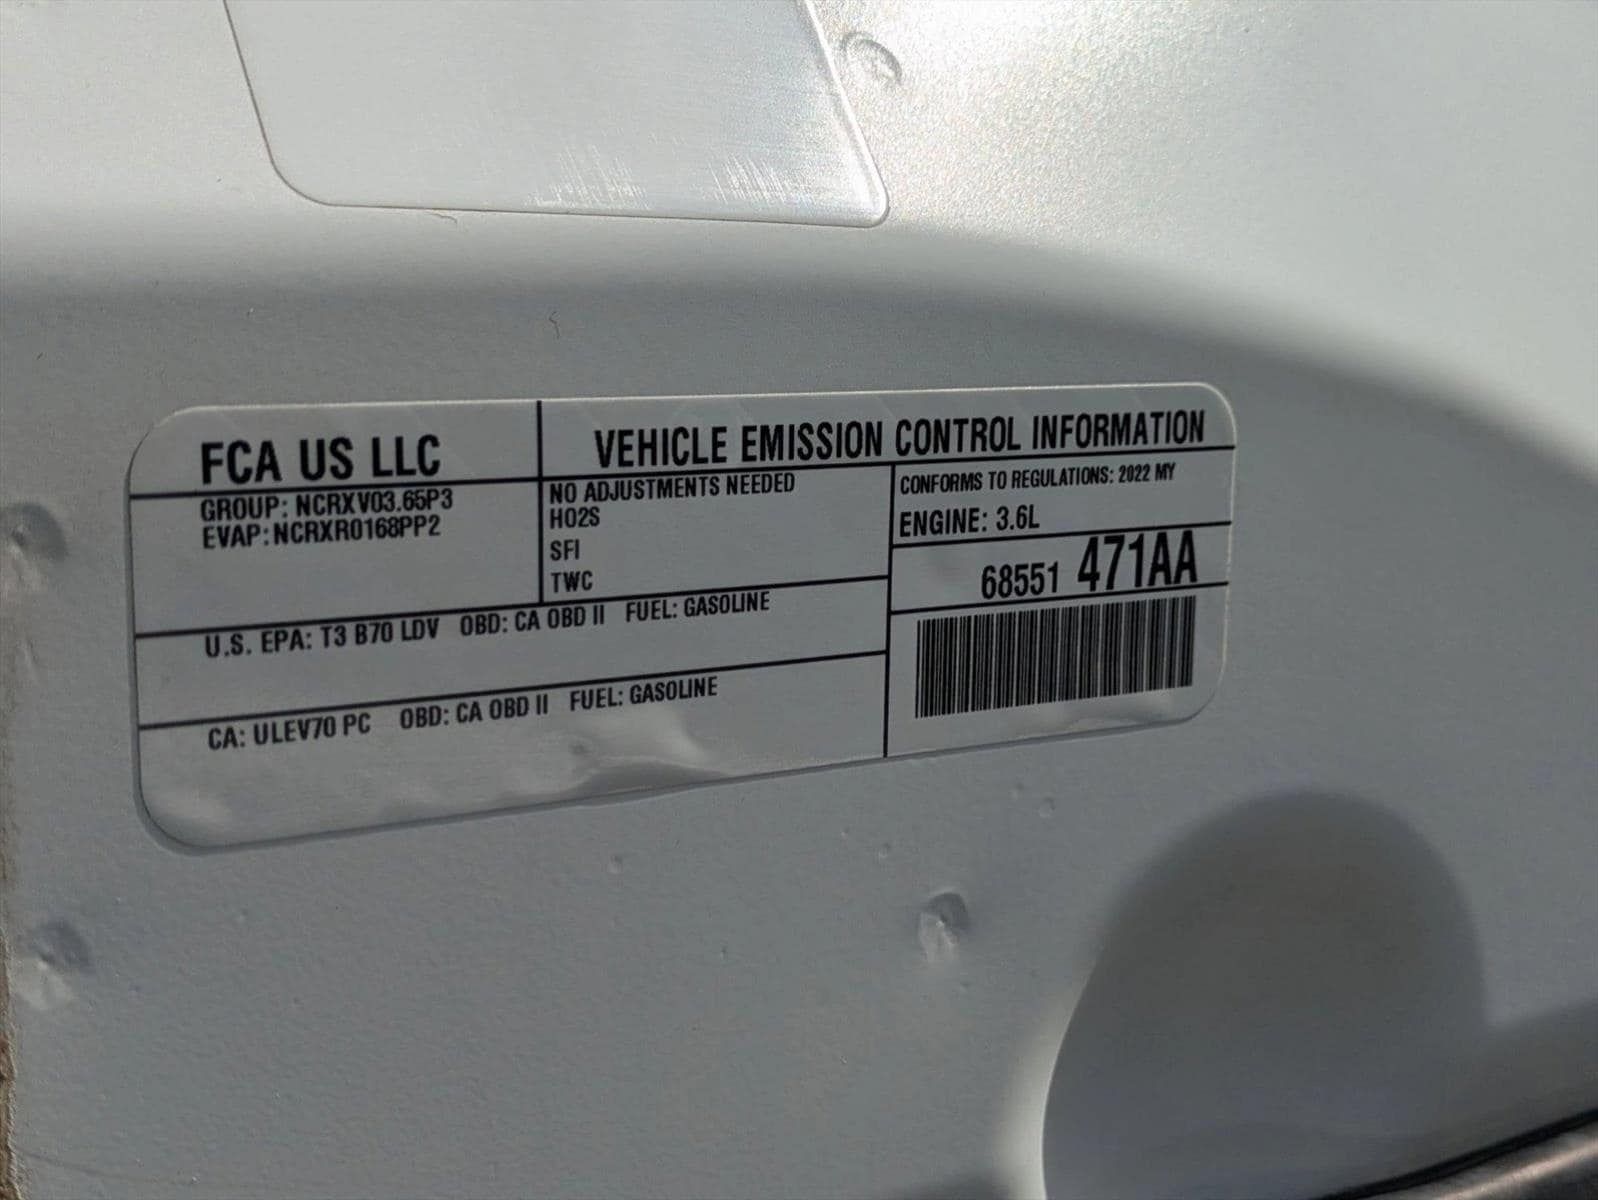 FCA US LLC
VEHICLE EMISSION CONTROL INFORMATION
GROUP: NCRXV03.65P3
EVAP: NCRXR0168PP2
NO ADJUSTMENTS NEEDED
HO2S
SFI
TWC
CONFORMS TO REGULATIONS: 2022 MY
ENGINE: 3.6L
68551 471AA
U.S. EPA: T3 B70 LDV OBD: CA OBD II FUEL: GASOLINE
CA: ULEV70 PC OBD: CA OBD II FUEL: GASOLINE